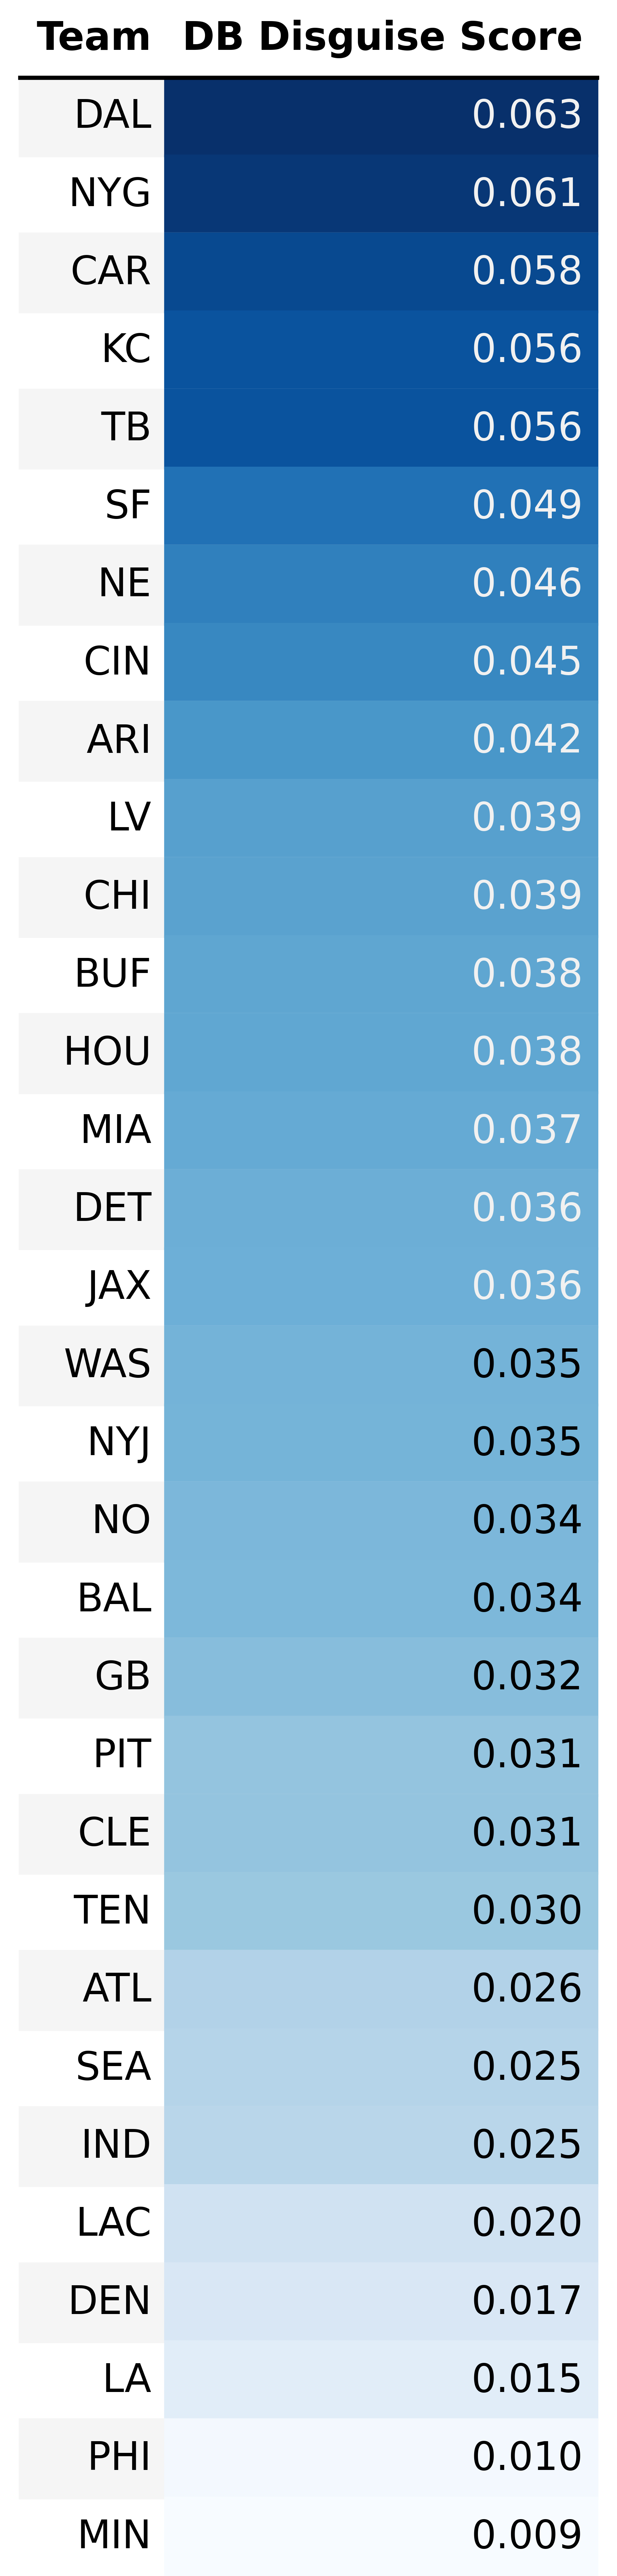 Team DB Disguise Score
DAL 0.063
NYG 0.061
CAR 0.058
KC 0.056
TB 0.056
SF 0.049
NE 0.046
CIN 0.045
ARI 0.042
LV 0.039
CHI 0.039
BUF 0.038
HOU 0.038
MIA 0.037
DET 0.036
JAX 0.036
WAS 0.035
NYJ 0.035
NO 0.034
BAL 0.034
GB 0.032
PIT 0.031
CLE 0.031
TEN 0.030
ATL 0.026
SEA 0.025
IND 0.025
LAC 0.020
DEN 0.017
LA 0.015
PHI 0.010
MIN 0.009